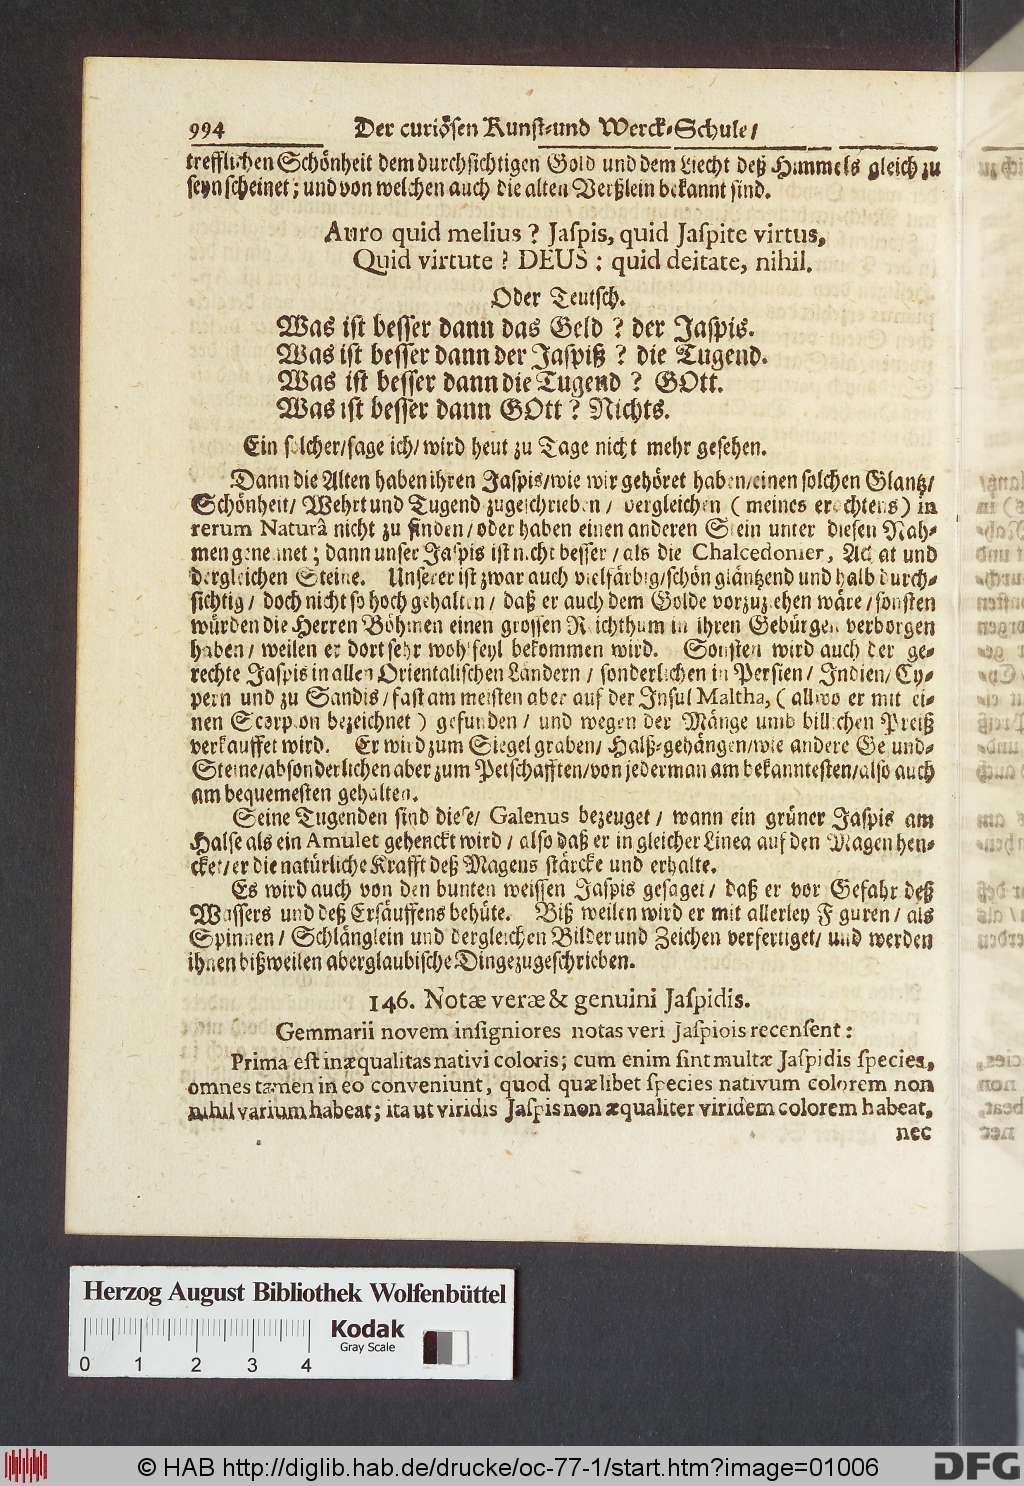 994 Der curiösen Kunst-und Werck-Schule/
trefflichen Schönheit dem durchsichtigen Gold und dem Liecht deß Himmels gleich zu
seyn scheinet; und von welchen auch die alten Verßlein bekannt sind.
Auro quid melius? Jaſpis, quid Jaſpite virtus,
Quid virtute? DEUS: quid deitate, nihil.
Oder Teutsch.
Was ist besser dann das Geld? der Jaspis.
Was ist besser dann der Jaspiß? die Tugend.
Was ist besser dann die Tugend? GOtt.
Was ist besser dann GOtt? Nichts.
Ein solcher/sage ich/wird heut zu Tage nicht mehr gesehen.
Dann die Alten haben ihren Jaspis/wie wir gehöret haben/einen solchen Glantz/
Schönheit/ Wehrt und Tugend zugeschrieben/ vergleichen (meines erachtens) in
rerum Naturâ nicht zu finden/oder haben einen anderen Stein unter diesen Nah-
men genennet; dann unser Jaspis ist nicht besser/als die Chalcedonier, Achat und
dergleichen Steine. Unserer ist zwar auch vielfärbig/schön gläntzend und halb durch-
sichtig/ doch nicht so hoch gehalten/ daß er auch dem Golde vorzuziehen wäre/sonsten
würden die Herren Böhmen einen grossen Reichthum in ihren Gebürgen verborgen
haben/ weilen er dort sehr wohlfeyl bekommen wird. Sonsten wird auch der ge-
rechte Jaspis in allen Orientalischen Ländern/ sonderlichen in Persien/ Indien/ Cy-
pern und zu Sandis/fast am meisten aber auf der Insul Maltha, (allwo er mit ei-
nen Scorpion bezeichnet) gefunden/ und wegen der Mänge umb billichen Preiß
verkauffet wird. Er wird zum Siegelgraben/ Halß-gehängen/wie andere Gesund-
Steine/absonderlichen aber zum Petschafften/von jederman am bekanntesten/also auch
am bequemesten gehalten.
Seine Tugenden sind diese/ Galenus bezeuget/ wann ein grüner Jaspis am
Halse als ein Amulet gehenckt wird/ also daß er in gleicher Linea auf den Magen hen-
cket/er die natürliche Krafft deß Magens stärcke und erhalte.
Es wird auch von den bunten weissen Jaspis gesaget/ daß er vor Gefahr deß
Wassers und deß Ersäuffens behüte. Biß weilen wird er mit allerley Figuren/ als
Spinnen/ Schlänglein und dergleichen Bilder und Zeichen verfertiget/ und werden
ihnen bißweilen aberglaubische Dinge zugeschrieben.
146. Notæ veræ & genuini Jaſpidis.
Gemmarii novem inſigniores notas veri Jaſpiois recenſent:
Prima eſt inæqualitas nativi coloris; cum enim ſint multæ Jaſpidis ſpecies,
omnes tamen in eo conveniunt, quod quælibet ſpecies nativum colorem non
nihil varium habeat; ita ut viridis Jaſpis non æqualiter viridem colorem habeat,
nec
Herzog August Bibliothek Wolfenbüttel
Kodak
Gray Scale
0 1 2 3 4
© HAB http://diglib.hab.de/drucke/oc-77-1/start.htm?image=01006
DFG